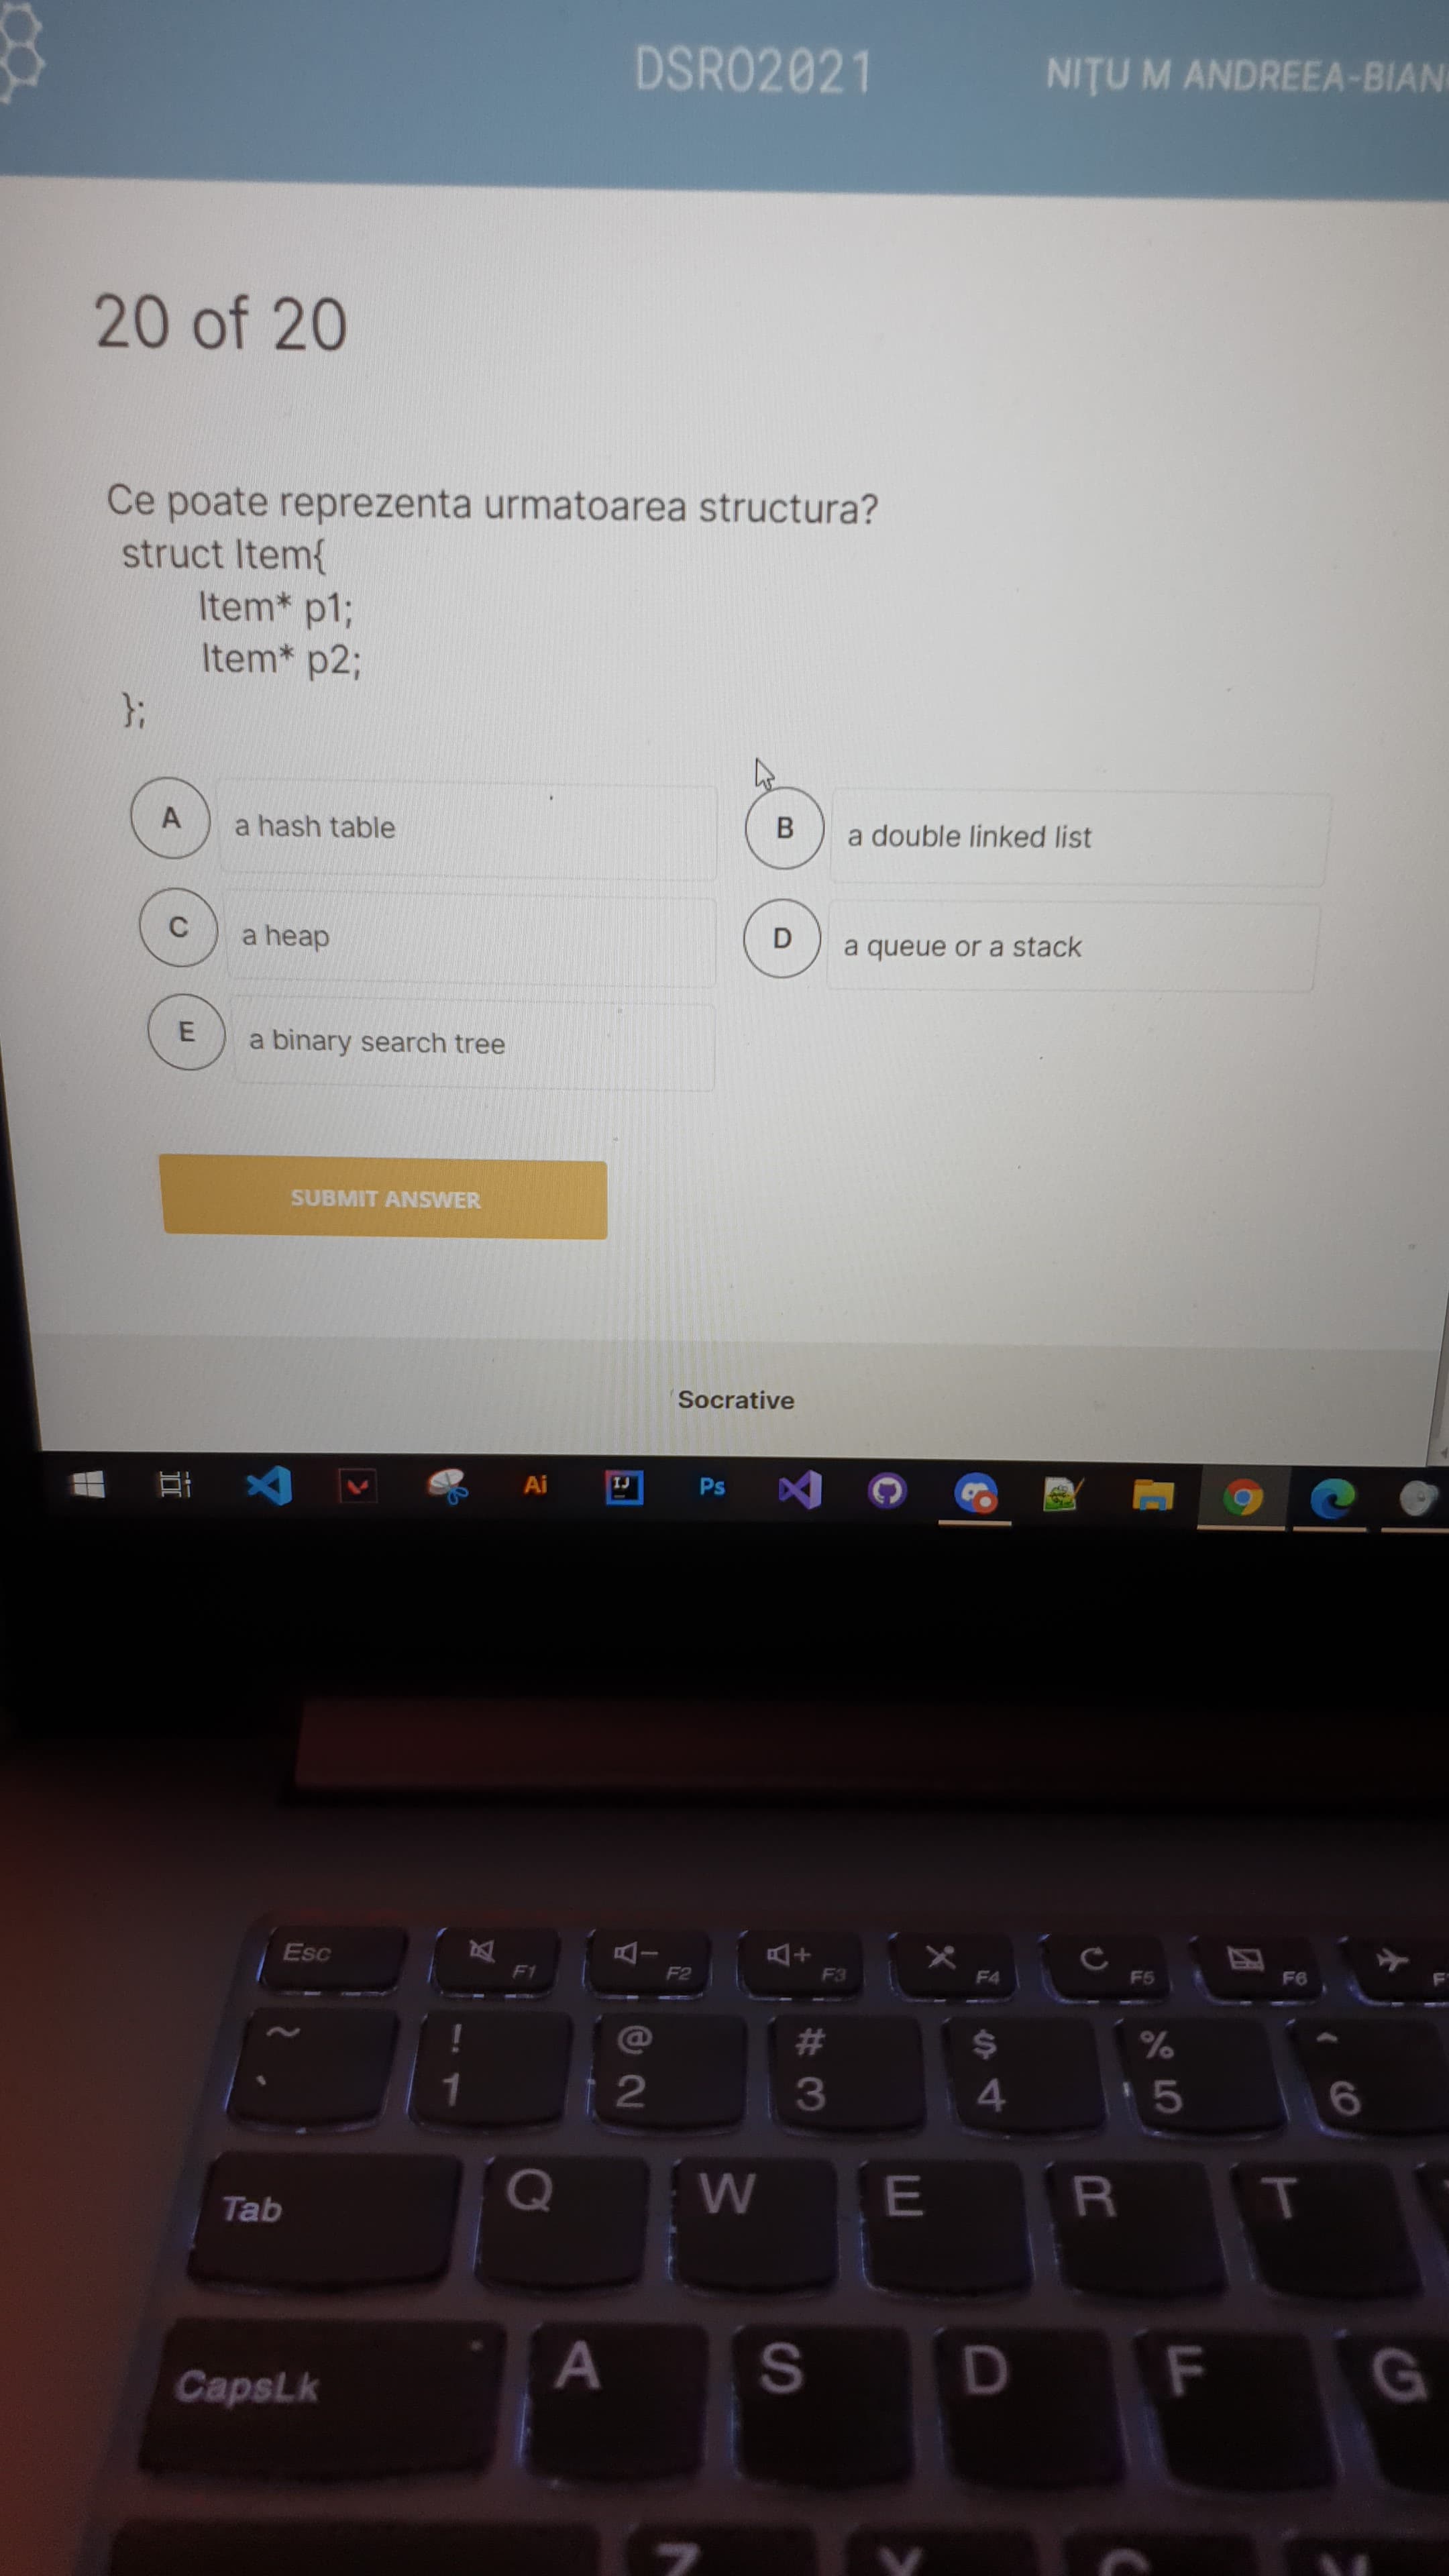 DSRO2021
NIŢU M ANDREEA-BIAN
20 of 20
Ce poate reprezenta urmatoarea structura?
struct Item{
Item* p1;
Item* p2;
};
A a hash table
B a double linked list
C a heap
D a queue or a stack
E a binary search tree
SUBMIT ANSWER
Socrative
Ai IJ Ps
Esc F1 F2 F3 F4 C F5 F6 F
~ ! @ # $ % ^
` 1 2 3 4 5 6
Tab Q W E R T
CapsLk A S D F G
Z X C V